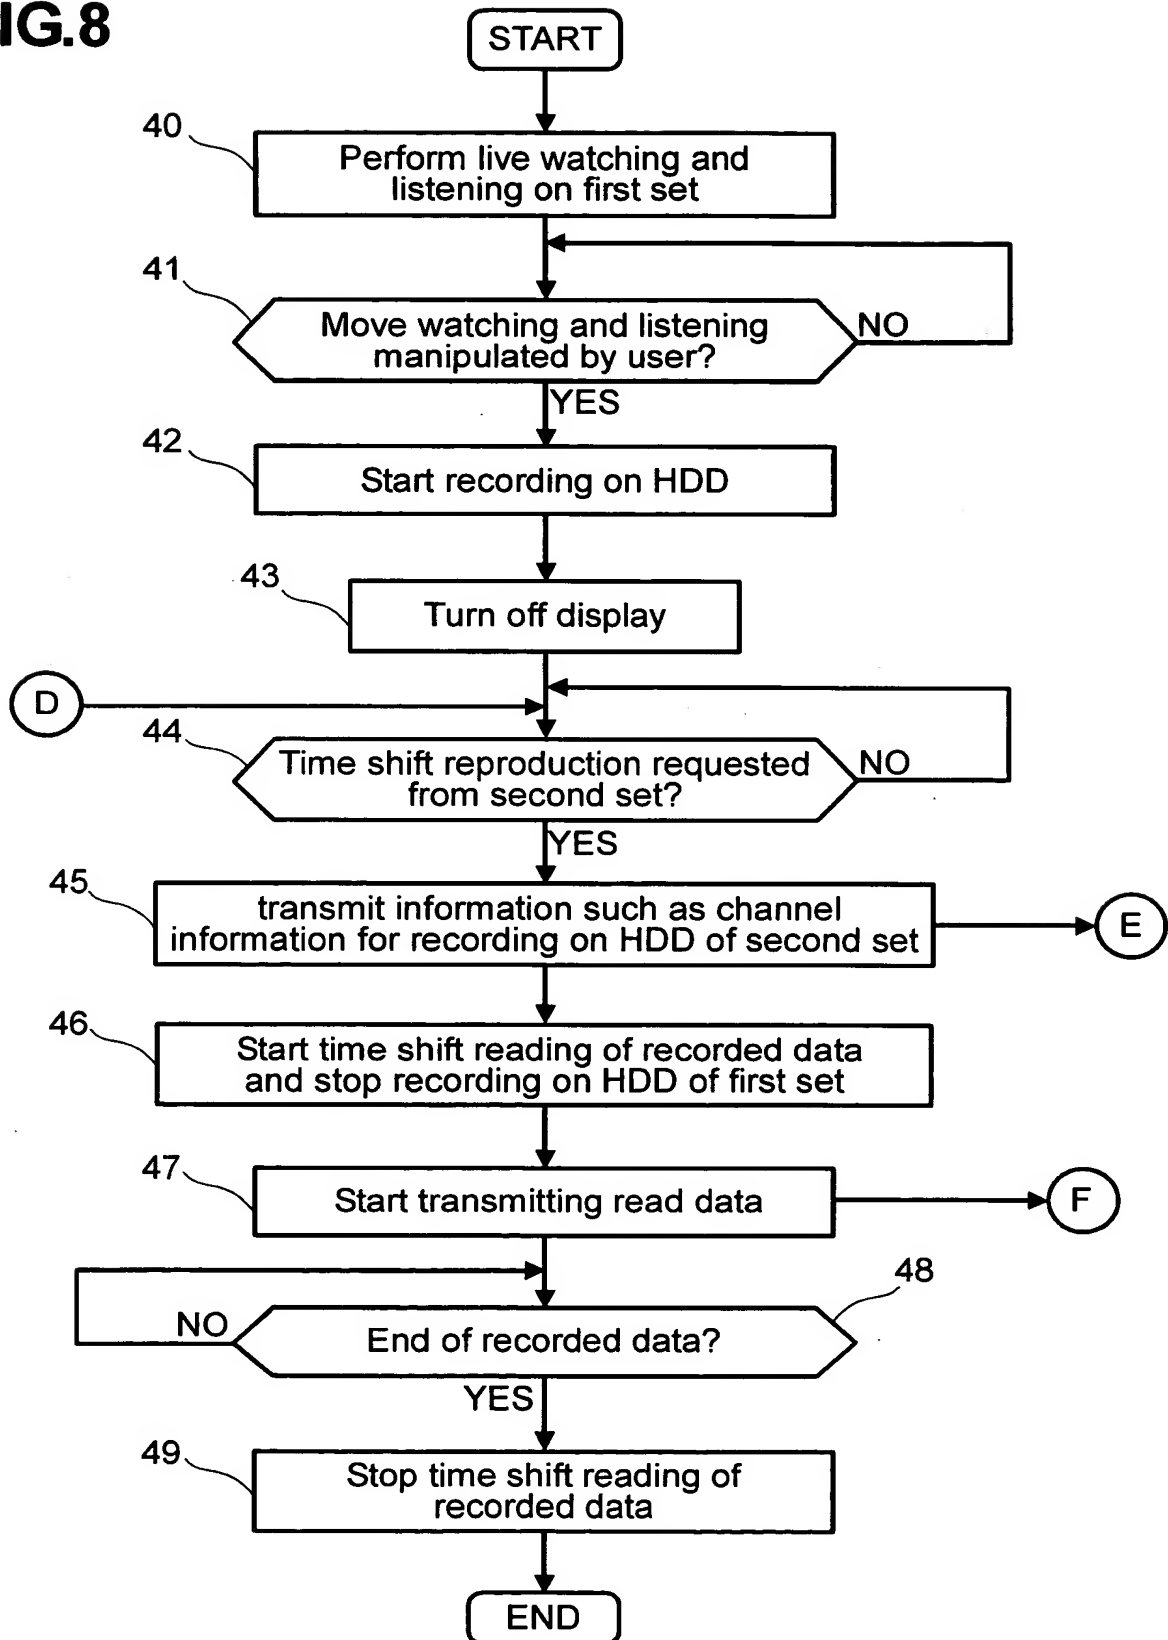 IG.8
START
40
Perform live watching and
listening on first set
41
Move watching and listening
manipulated by user?
NO
YES
42
Start recording on HDD
43
Turn off display
D
44
Time shift reproduction requested
from second set?
NO
YES
45
transmit information such as channel
information for recording on HDD of second set
E
46
Start time shift reading of recorded data
and stop recording on HDD of first set
47
Start transmitting read data
F
48
NO
End of recorded data?
YES
49
Stop time shift reading of
recorded data
END